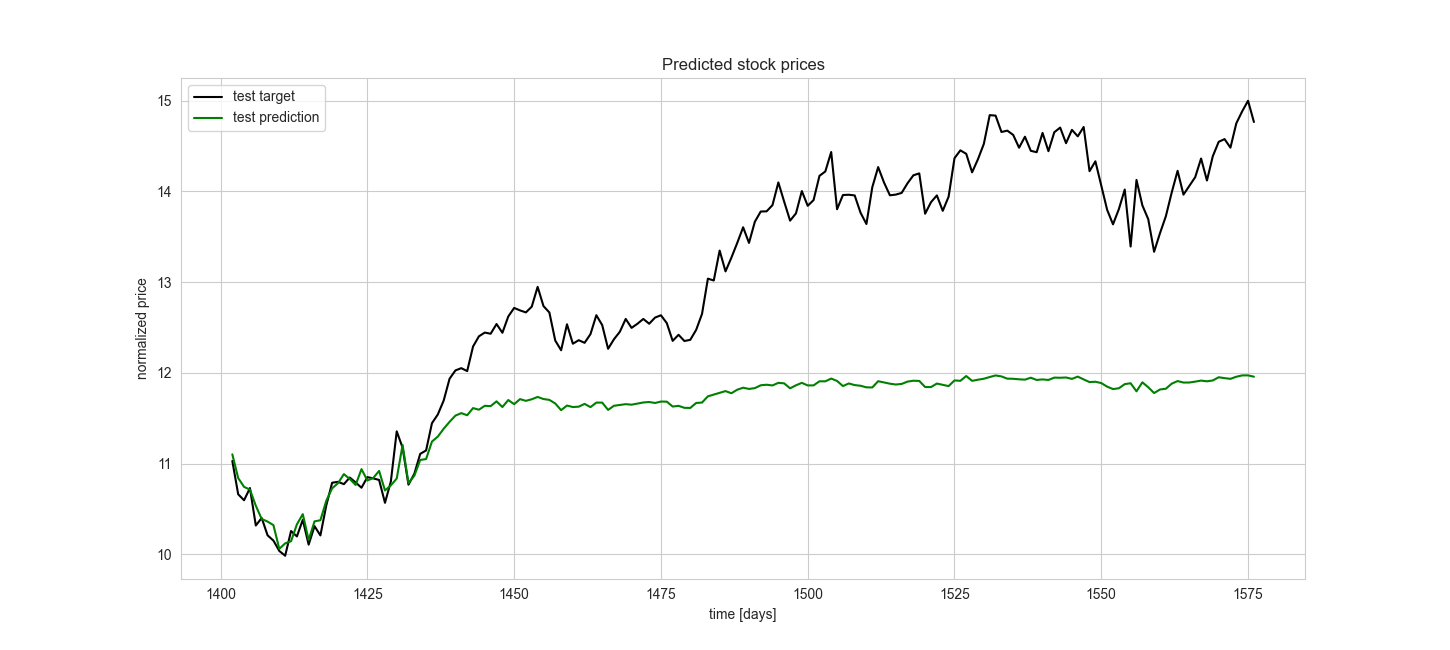 Predicted stock prices
test target
test prediction
normalized price
15
14
13
12
11
10
1400 1425 1450 1475 1500 1525 1550 1575
time [days]